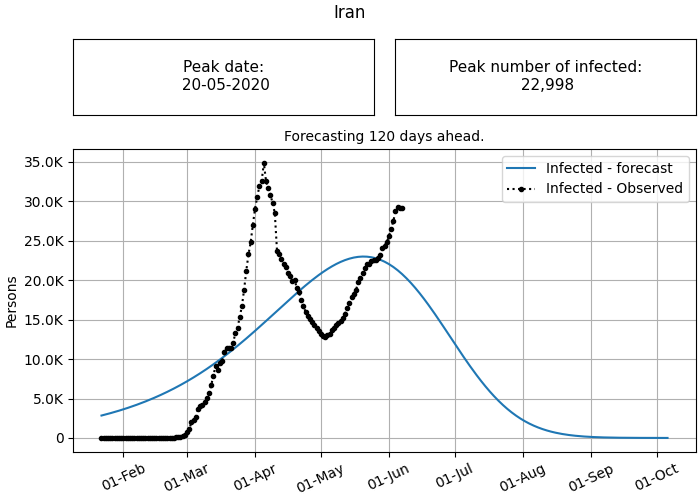 Iran
Peak date:
20-05-2020
Peak number of infected:
22,998
Forecasting 120 days ahead.
Infected - forecast
Infected - Observed
Persons
35.0K
30.0K
25.0K
20.0K
15.0K
10.0K
5.0K
0
01-Feb
01-Mar
01-Apr
01-May
01-Jun
01-Jul
01-Aug
01-Sep
01-Oct